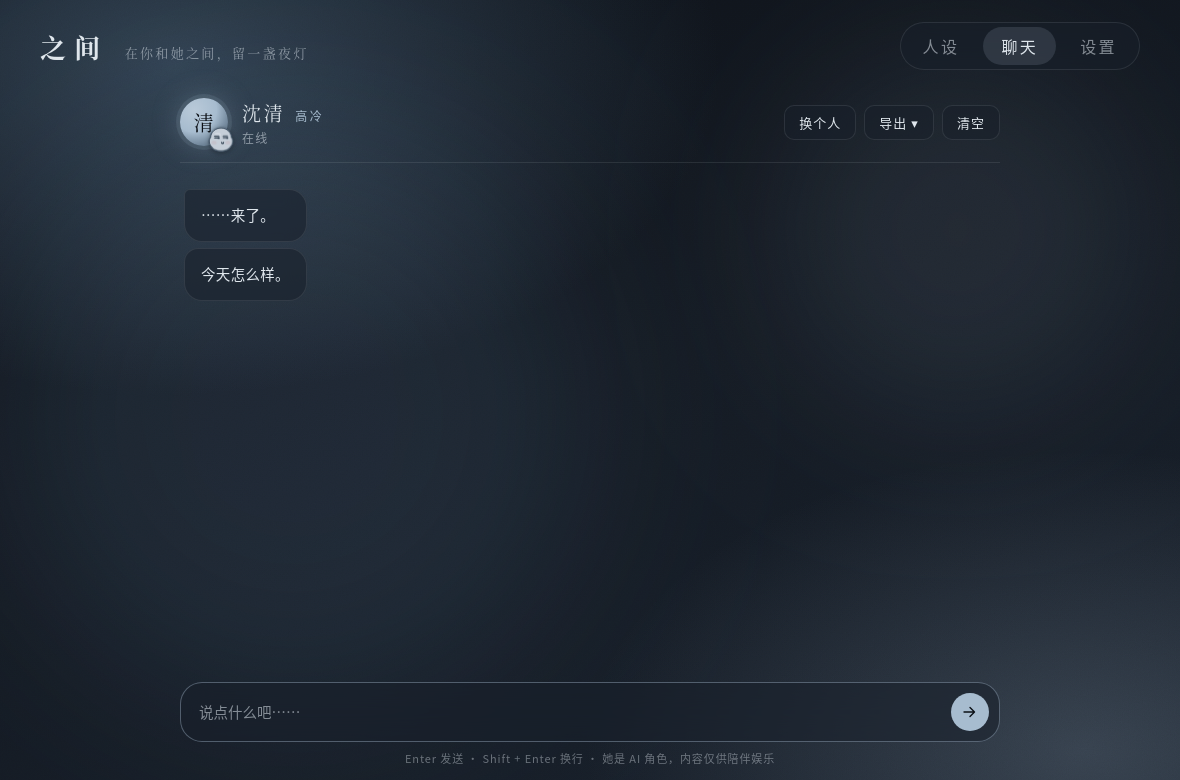 之间 在你和她之间，留一盏夜灯
人设 聊天 设置
清 沈清 高冷
在线
换个人 导出 ▾ 清空
⋯⋯来了。
今天怎么样。
说点什么吧⋯⋯
→
Enter 发送 · Shift + Enter 换行 · 她是 AI 角色，内容仅供陪伴娱乐